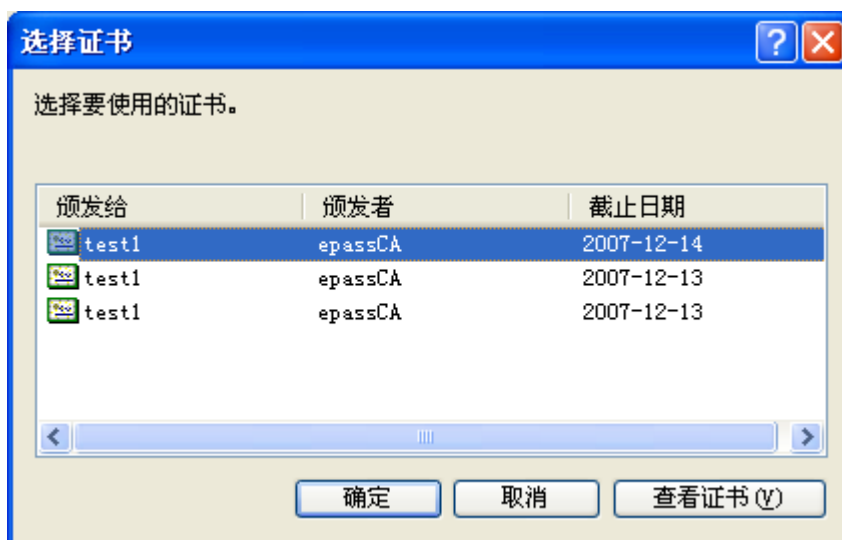 选择证书
选择要使用的证书。
颁发给 颁发者 截止日期
test1 epassCA 2007-12-14
test1 epassCA 2007-12-13
test1 epassCA 2007-12-13
确定 取消 查看证书(V)